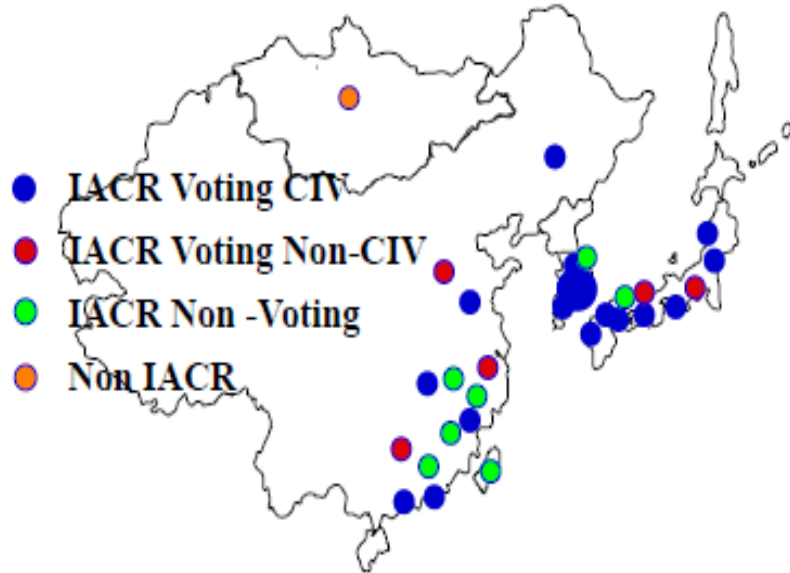 IACR Voting CIV
IACR Voting Non-CIV
IACR Non -Voting
Non IACR